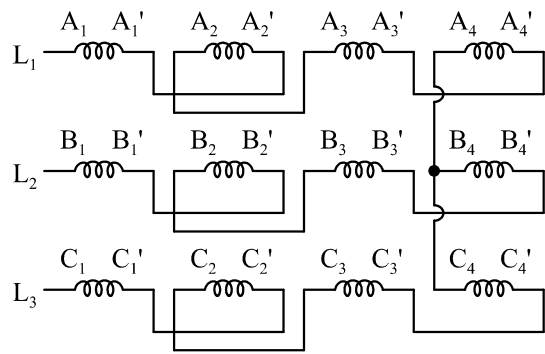 A₁ A₁' A₂ A₂' A₃ A₃' A₄ A₄'
L₁
B₁ B₁' B₂ B₂' B₃ B₃' B₄ B₄'
L₂
C₁ C₁' C₂ C₂' C₃ C₃' C₄ C₄'
L₃